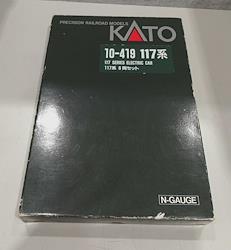 PRECISION RAILROAD MODELS
KATO
10-419 117系
117 SERIES ELECTRIC CAR
117系 6両セット
N-GAUGE